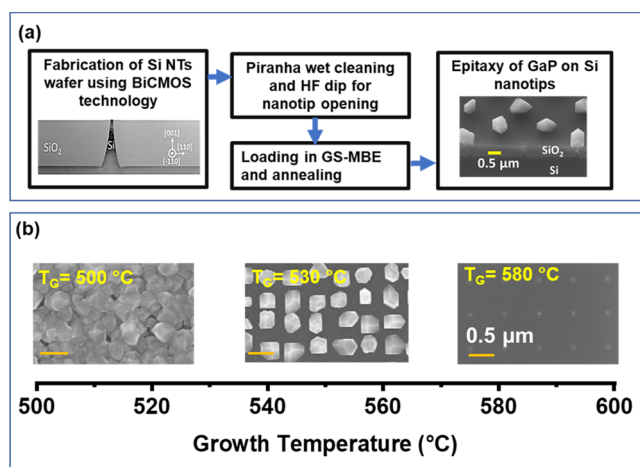 (a)
Fabrication of Si NTs
wafer using BiCMOS
technology
SiO2
Si
[001]
[110]
[-110]
Piranha wet cleaning
and HF dip for
nanotip opening
Loading in GS-MBE
and annealing
Epitaxy of GaP on Si
nanotips
0.5 µm
SiO2
Si
(b)
TG= 500 °C
TG= 530 °C
TG= 580 °C
0.5 µm
500 520 540 560 580 600
Growth Temperature (°C)